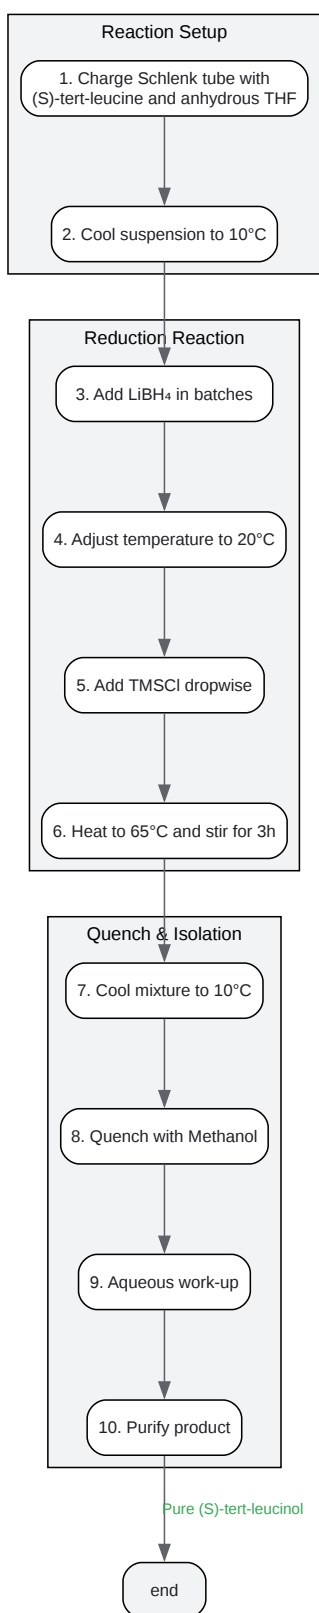 Reaction Setup
1. Charge Schlenk tube with
(S)-tert-leucine and anhydrous THF
2. Cool suspension to 10°C
Reduction Reaction
3. Add LiBH₄ in batches
4. Adjust temperature to 20°C
5. Add TMSCl dropwise
6. Heat to 65°C and stir for 3h
Quench & Isolation
7. Cool mixture to 10°C
8. Quench with Methanol
9. Aqueous work-up
10. Purify product
Pure (S)-tert-leucinol
end